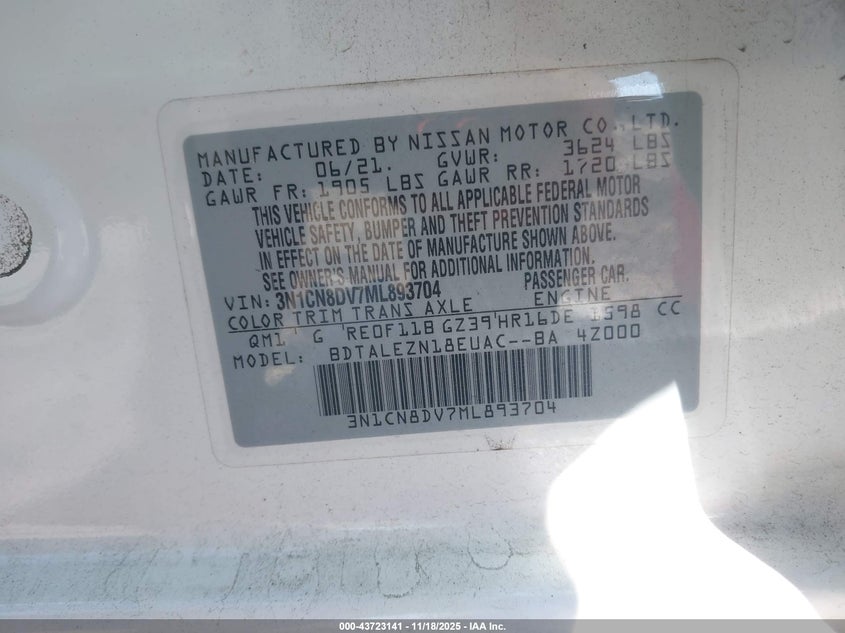 MANUFACTURED BY NISSAN MOTOR CO., LTD.
DATE: 06/21. GVWR: 3624 LBS
GAWR FR: 1905 LBS GAWR RR: 1720 LBS
THIS VEHICLE CONFORMS TO ALL APPLICABLE FEDERAL MOTOR
VEHICLE SAFETY, BUMPER AND THEFT PREVENTION STANDARDS
IN EFFECT ON THE DATE OF MANUFACTURE SHOWN ABOVE.
SEE OWNER'S MANUAL FOR ADDITIONAL INFORMATION.
VIN: 3N1CN8DV7ML893704 PASSENGER CAR.
COLOR TRIM TRANS AXLE ENGINE
QM1 G RE0F11B GZ39 HR16DE 1598 CC
MODEL: BDTALEZN18EUAC--BA 4Z000
3N1CN8DV7ML893704
000-43723141 | 11/18/2025 - IAA Inc.